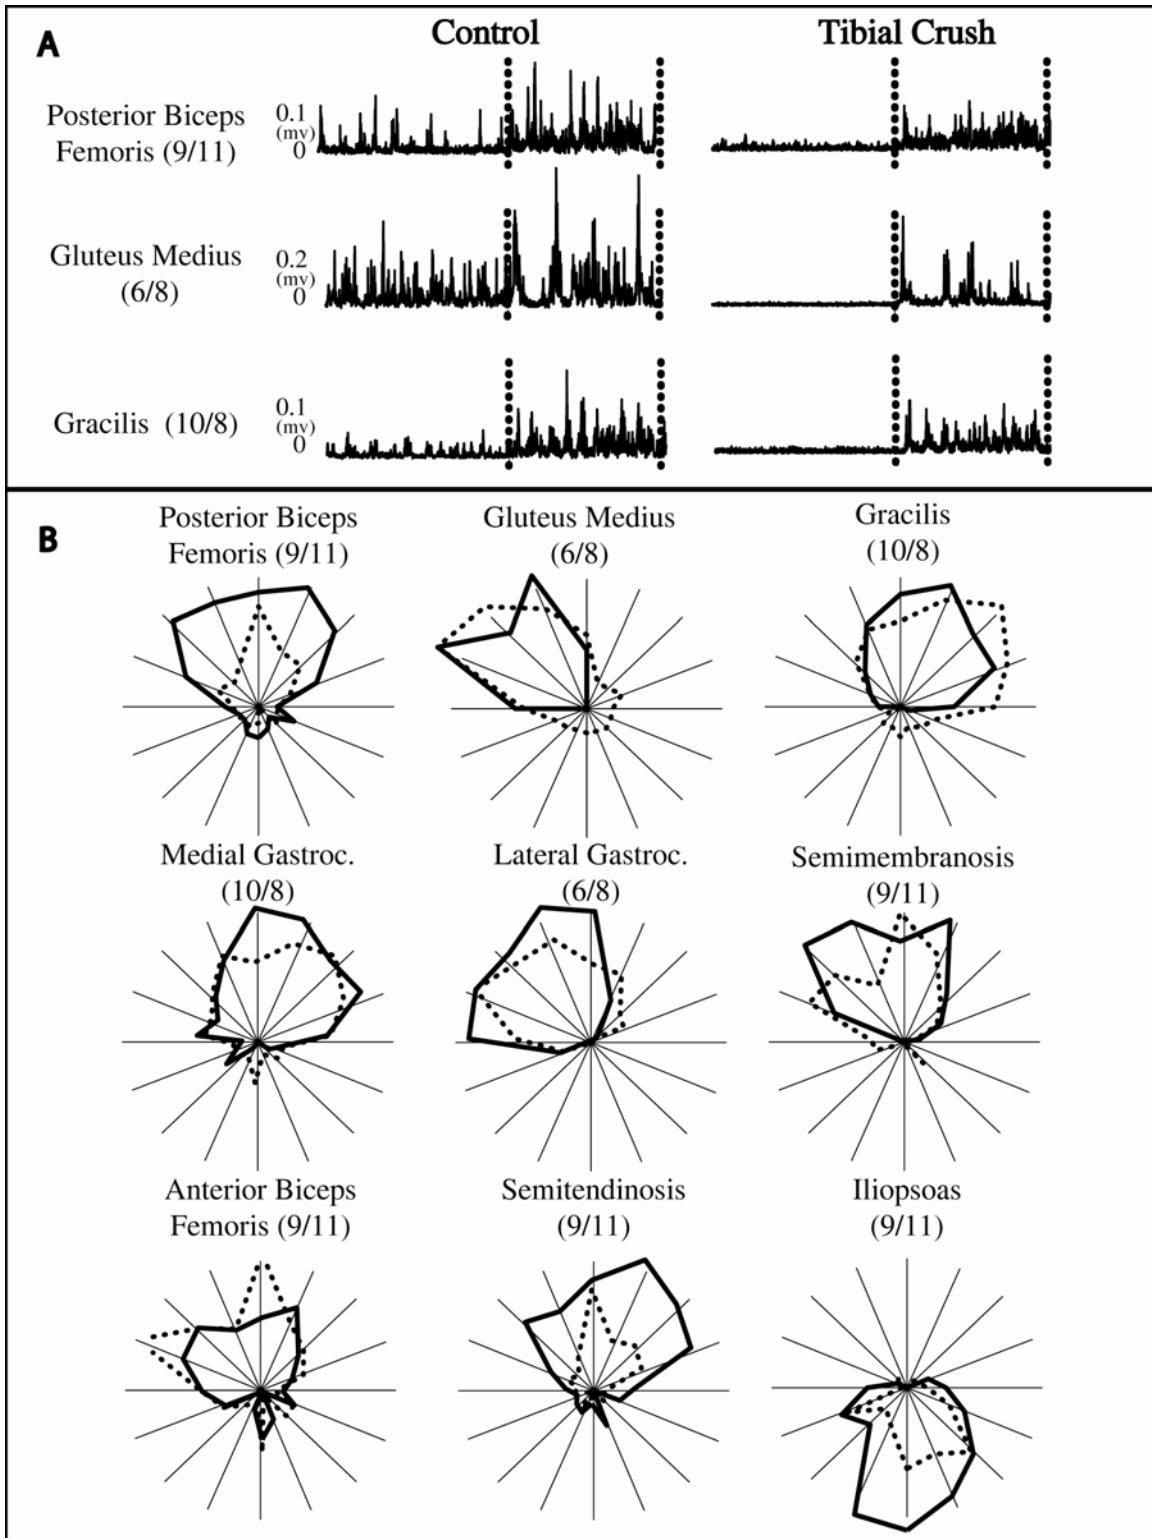 A
Control
Tibial Crush
Posterior Biceps
Femoris (9/11)
0.1
(mv)
0
Gluteus Medius
(6/8)
0.2
(mv)
0
Gracilis (10/8)
0.1
(mv)
0
B
Posterior Biceps
Femoris (9/11)
Gluteus Medius
(6/8)
Gracilis
(10/8)
Medial Gastroc.
(10/8)
Lateral Gastroc.
(6/8)
Semimembranosis
(9/11)
Anterior Biceps
Femoris (9/11)
Semitendinosis
(9/11)
Iliopsoas
(9/11)